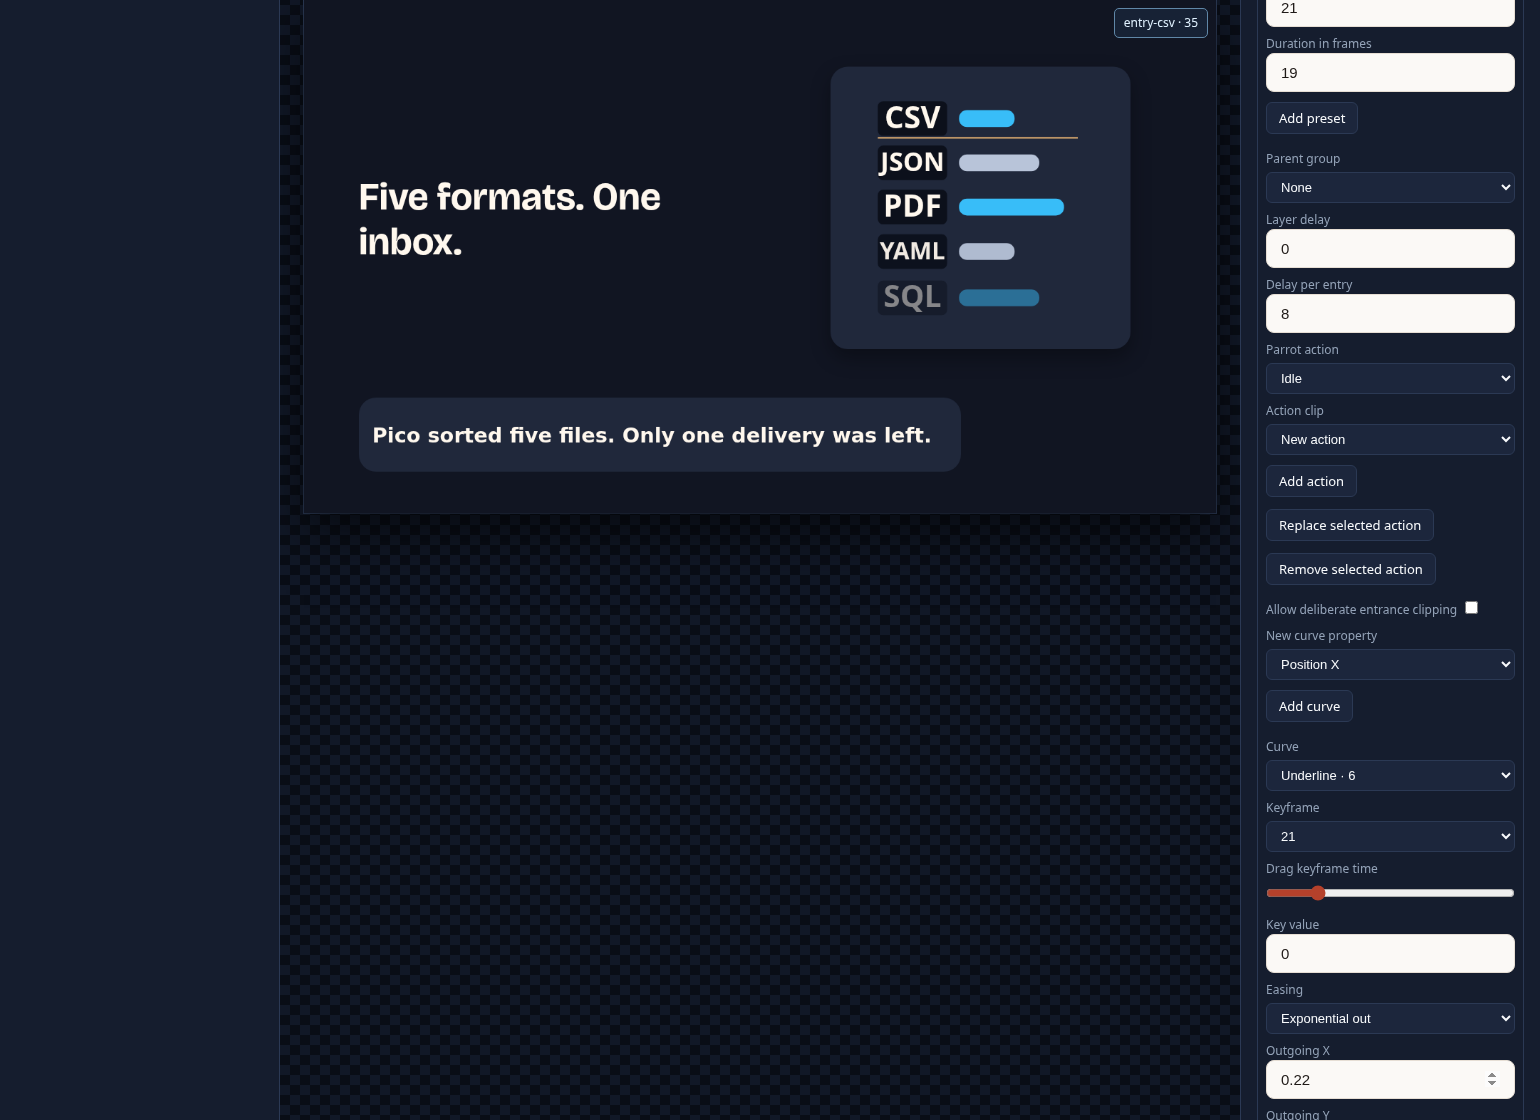 entry-csv · 35
CSV
JSON
PDF
YAML
SQL
Five formats. One
inbox.
Pico sorted five files. Only one delivery was left.
21
Duration in frames
19
Add preset
Parent group
None
Layer delay
0
Delay per entry
8
Parrot action
Idle
Action clip
New action
Add action
Replace selected action
Remove selected action
Allow deliberate entrance clipping
New curve property
Position X
Add curve
Curve
Underline · 6
Keyframe
21
Drag keyframe time
Key value
0
Easing
Exponential out
Outgoing X
0.22
Outgoing Y